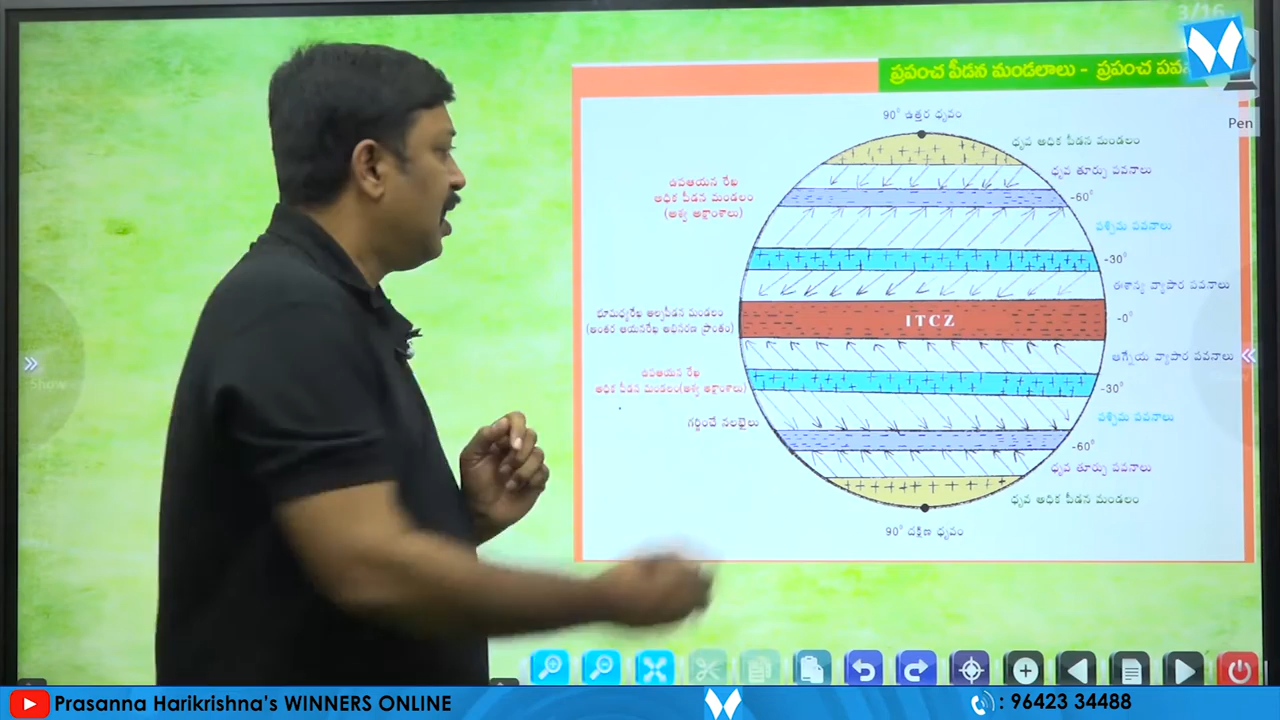 3/16
ప్రపంచ పీడన మండలాలు - ప్రపంచ పవ
Pen
90° ఉత్తర ధృవం
ధృవ అధిక పీడన మండలం
ధృవ తూర్పు పవనాలు
ఉపఆయన రేఖ
అధిక పీడన మండలం
(అశ్వ అక్షాంశాలు)
-60°
పశ్చిమ పవనాలు
-30°
ఈశాన్య వ్యాపార పవనాలు
భూమధ్యరేఖ అల్పపీడన మండలం
(అంతర ఆయనరేఖ అభిసరణ ప్రాంతం)
ITCZ
-0°
ఆగ్నేయ వ్యాపార పవనాలు
ఉపఆయన రేఖ
అధిక పీడన మండలం(అశ్వ అక్షాంశాలు)
-30°
గర్జించే నలభైలు
పశ్చిమ పవనాలు
-60°
ధృవ తూర్పు పవనాలు
ధృవ అధిక పీడన మండలం
90° దక్షిణ ధృవం
Show
Prasanna Harikrishna's WINNERS ONLINE
: 96423 34488